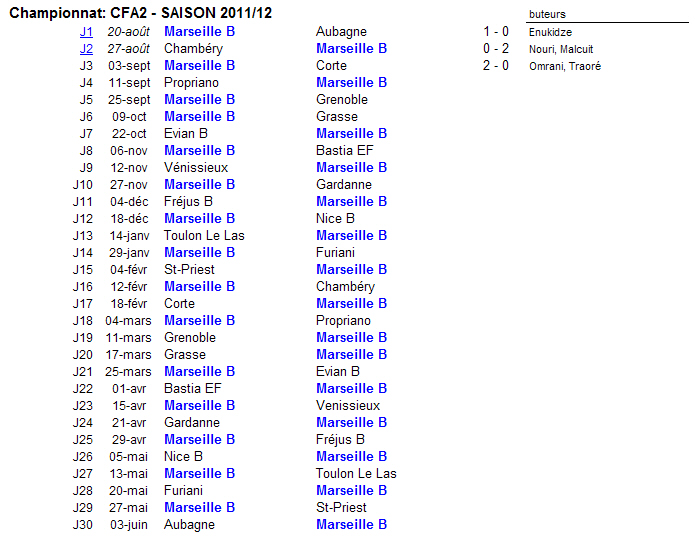 Championnat: CFA2 - SAISON 2011/12 buteurs
J1 20-août Marseille B Aubagne 1 - 0 Enukidze
J2 27-août Chambéry Marseille B 0 - 2 Nouri, Malcuit
J3 03-sept Marseille B Corte 2 - 0 Omrani, Traoré
J4 11-sept Propriano Marseille B
J5 25-sept Marseille B Grenoble
J6 09-oct Marseille B Grasse
J7 22-oct Evian B Marseille B
J8 06-nov Marseille B Bastia EF
J9 12-nov Vénissieux Marseille B
J10 27-nov Marseille B Gardanne
J11 04-déc Fréjus B Marseille B
J12 18-déc Marseille B Nice B
J13 14-janv Toulon Le Las Marseille B
J14 29-janv Marseille B Furiani
J15 04-févr St-Priest Marseille B
J16 12-févr Marseille B Chambéry
J17 18-févr Corte Marseille B
J18 04-mars Marseille B Propriano
J19 11-mars Grenoble Marseille B
J20 17-mars Grasse Marseille B
J21 25-mars Marseille B Evian B
J22 01-avr Bastia EF Marseille B
J23 15-avr Marseille B Venissieux
J24 21-avr Gardanne Marseille B
J25 29-avr Marseille B Fréjus B
J26 05-mai Nice B Marseille B
J27 13-mai Marseille B Toulon Le Las
J28 20-mai Furiani Marseille B
J29 27-mai Marseille B St-Priest
J30 03-juin Aubagne Marseille B